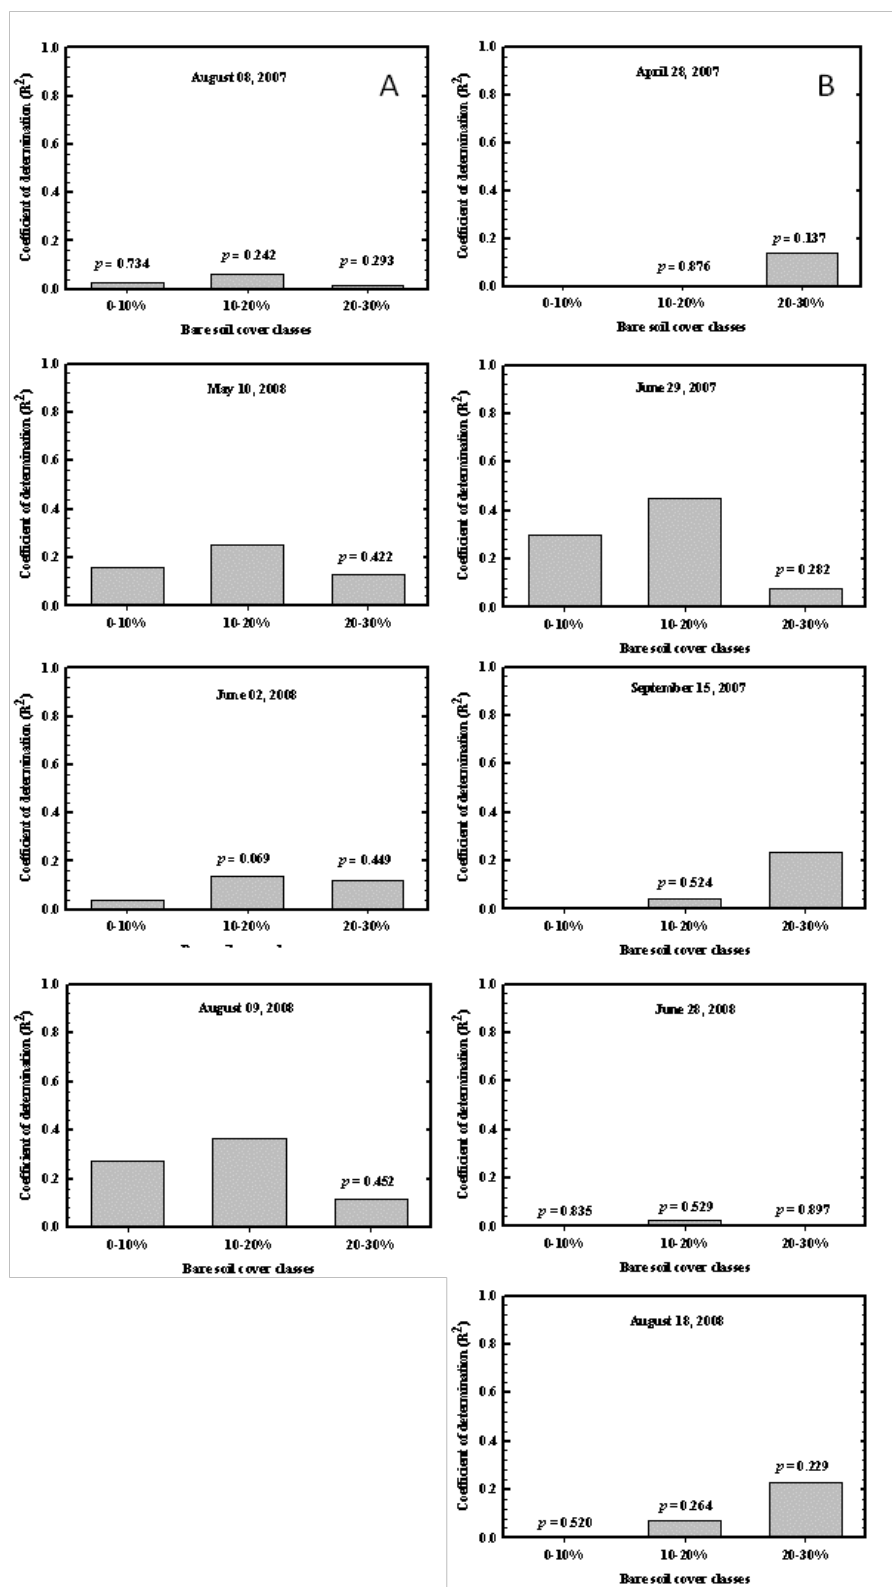 August 08, 2007
A
Coefficient of determination (R²)
1.0
0.8
0.6
0.4
0.2
0.0
p = 0.734
p = 0.242
p = 0.293
0-10%
10-20%
20-30%
Bare soil cover classes
April 28, 2007
B
Coefficient of determination (R²)
1.0
0.8
0.6
0.4
0.2
0.0
p = 0.876
p = 0.137
0-10%
10-20%
20-30%
Bare soil cover classes
May 10, 2008
Coefficient of determination (R²)
1.0
0.8
0.6
0.4
0.2
0.0
p = 0.422
0-10%
10-20%
20-30%
June 29, 2007
Coefficient of determination (R²)
1.0
0.8
0.6
0.4
0.2
0.0
p = 0.282
0-10%
10-20%
20-30%
Bare soil cover classes
June 02, 2008
Coefficient of determination (R²)
1.0
0.8
0.6
0.4
0.2
0.0
p = 0.069
p = 0.449
0-10%
10-20%
20-30%
September 15, 2007
Coefficient of determination (R²)
1.0
0.8
0.6
0.4
0.2
0.0
p = 0.524
0-10%
10-20%
20-30%
Bare soil cover classes
August 09, 2008
Coefficient of determination (R²)
1.0
0.8
0.6
0.4
0.2
0.0
p = 0.452
0-10%
10-20%
20-30%
Bare soil cover classes
June 28, 2008
Coefficient of determination (R²)
1.0
0.8
0.6
0.4
0.2
0.0
p = 0.835
p = 0.529
p = 0.897
0-10%
10-20%
20-30%
Bare soil cover classes
August 18, 2008
Coefficient of determination (R²)
1.0
0.8
0.6
0.4
0.2
0.0
p = 0.520
p = 0.264
p = 0.229
0-10%
10-20%
20-30%
Bare soil cover classes